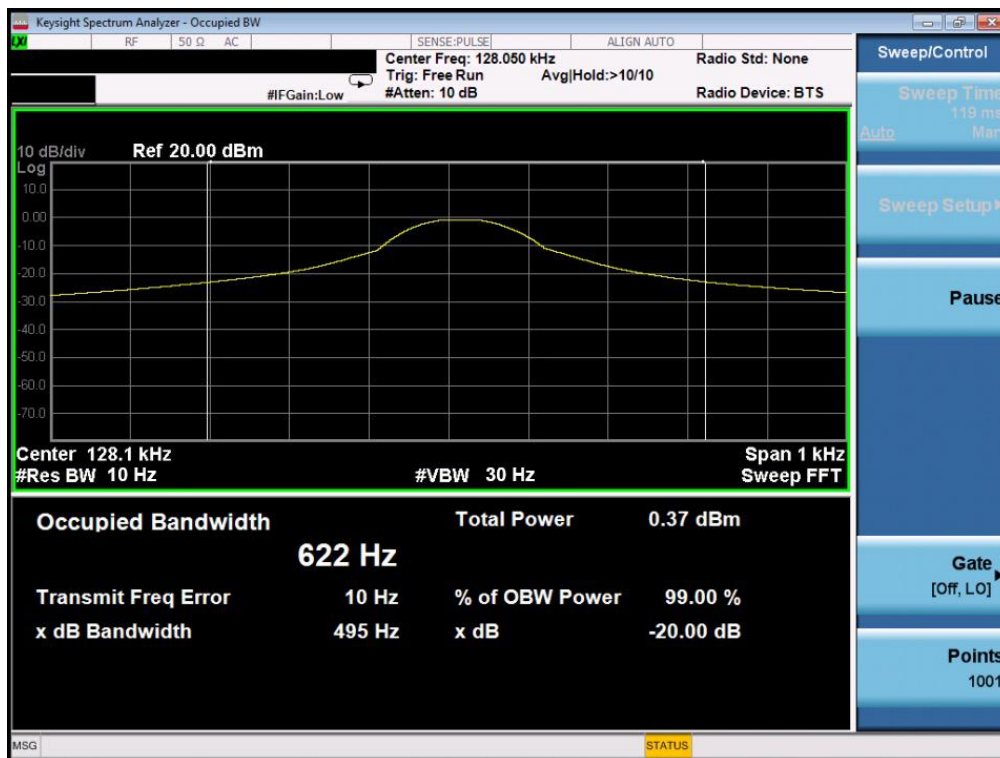 Keysight Spectrum Analyzer - Occupied BW
LXI RF 50 Ω AC SENSE:PULSE ALIGN AUTO
Center Freq: 128.050 kHz Radio Std: None
Trig: Free Run Avg|Hold:>10/10
#IFGain:Low #Atten: 10 dB Radio Device: BTS
10 dB/div Ref 20.00 dBm
Log
10.0
0.00
-10.0
-20.0
-30.0
-40.0
-50.0
-60.0
-70.0
Center 128.1 kHz Span 1 kHz
#Res BW 10 Hz #VBW 30 Hz Sweep FFT
Occupied Bandwidth Total Power 0.37 dBm
622 Hz
Transmit Freq Error 10 Hz % of OBW Power 99.00 %
x dB Bandwidth 495 Hz x dB -20.00 dB
MSG STATUS
Sweep/Control
Sweep Time
119 ms
Auto Man
Sweep Setup
Pause
Gate
[Off, LO]
Points
1001